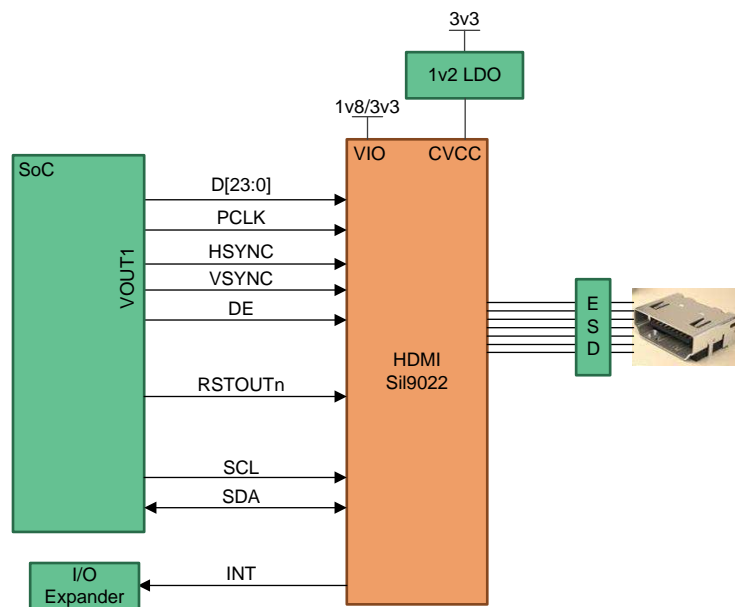 3v3
1v2 LDO
1v8/3v3
VIO
CVCC
SoC
VOUT1
D[23:0]
PCLK
HSYNC
VSYNC
DE
RSTOUTn
SCL
SDA
INT
HDMI
SiI9022
E
S
D
I/O
Expander